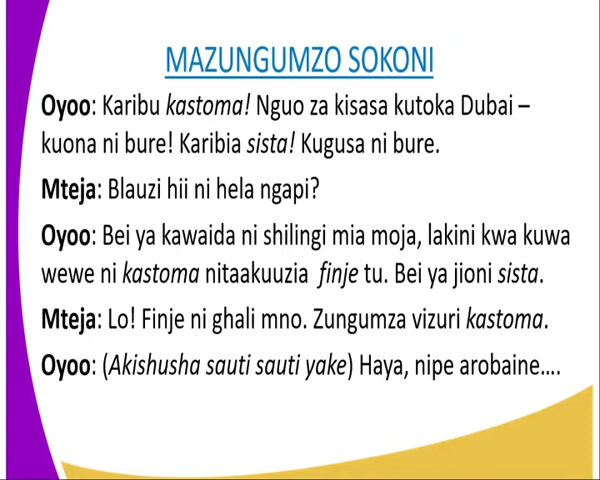 MAZUNGUMZO SOKONI
Oyoo: Karibu kastoma! Nguo za kisasa kutoka Dubai –
kuona ni bure! Karibia sista! Kugusa ni bure.
Mteja: Blauzi hii ni hela ngapi?
Oyoo: Bei ya kawaida ni shilingi mia moja, lakini kwa kuwa
wewe ni kastoma nitaakuuzia finje tu. Bei ya jioni sista.
Mteja: Lo! Finje ni ghali mno. Zungumza vizuri kastoma.
Oyoo: (Akishusha sauti sauti yake) Haya, nipe arobaine....